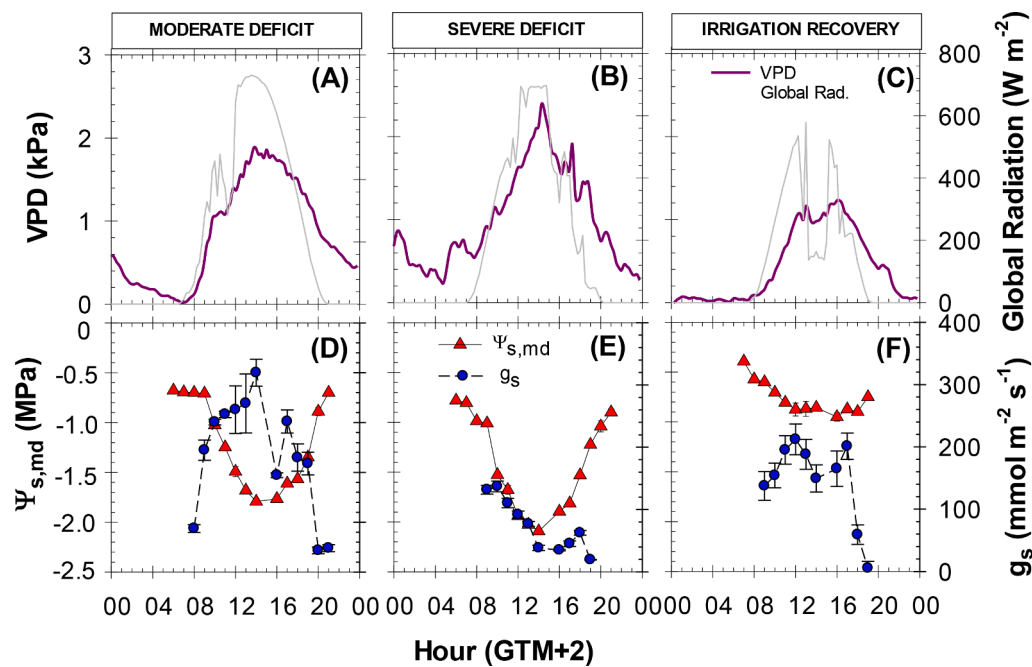 MODERATE DEFICIT
SEVERE DEFICIT
IRRIGATION RECOVERY
3
2
1
0
VPD (kPa)
(A)
(B)
(C)
VPD
Global Rad.
800
600
400
200
0
Global Radiation (W m-2)
0
-0.5
-1.0
-1.5
-2.0
-2.5
Ψs,md (MPa)
(D)
(E)
Ψs,md
gs
(F)
400
300
200
100
0
gs (mmol m-2 s-1)
00 04 08 12 16 20 00 04 08 12 16 20 00 04 08 12 16 20 00
Hour (GTM+2)